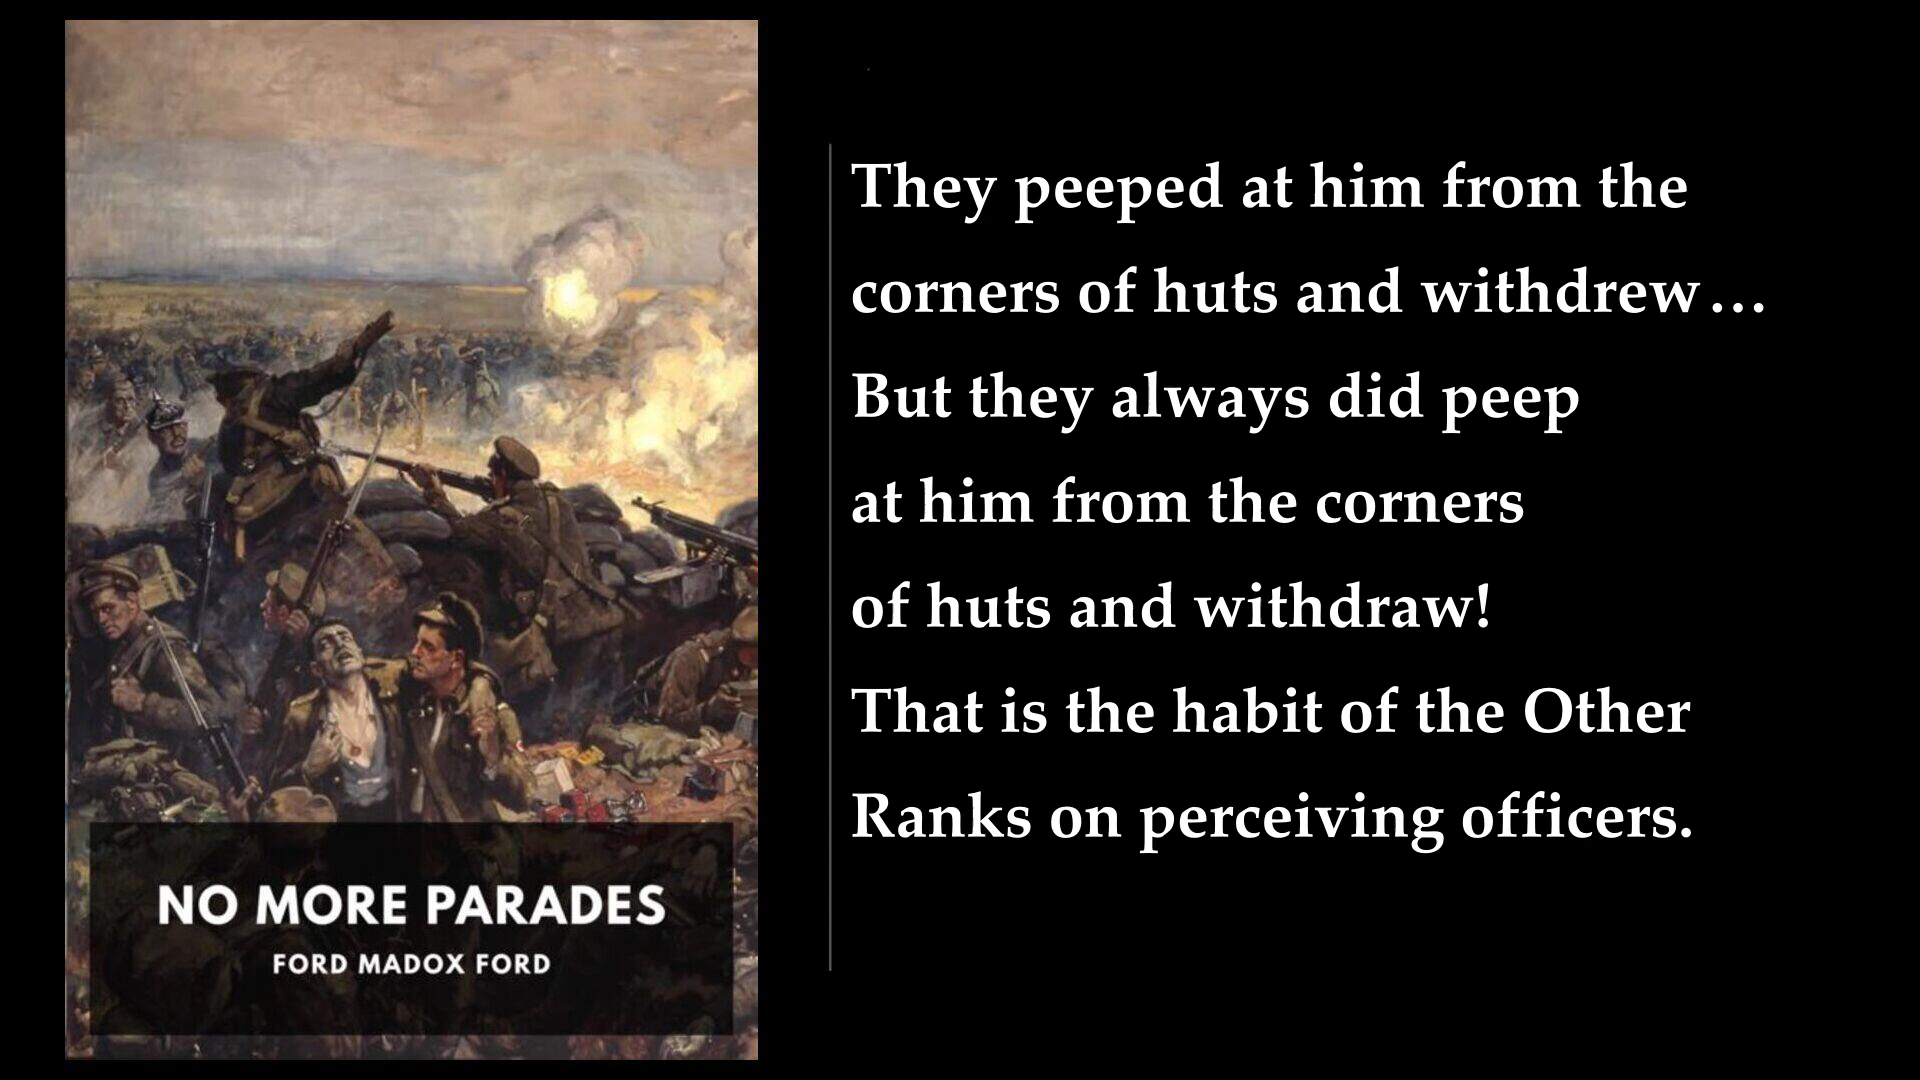 They peeped at him from the
corners of huts and withdrew…
But they always did peep
at him from the corners
of huts and withdraw!
That is the habit of the Other
Ranks on perceiving officers.
NO MORE PARADES
FORD MADOX FORD